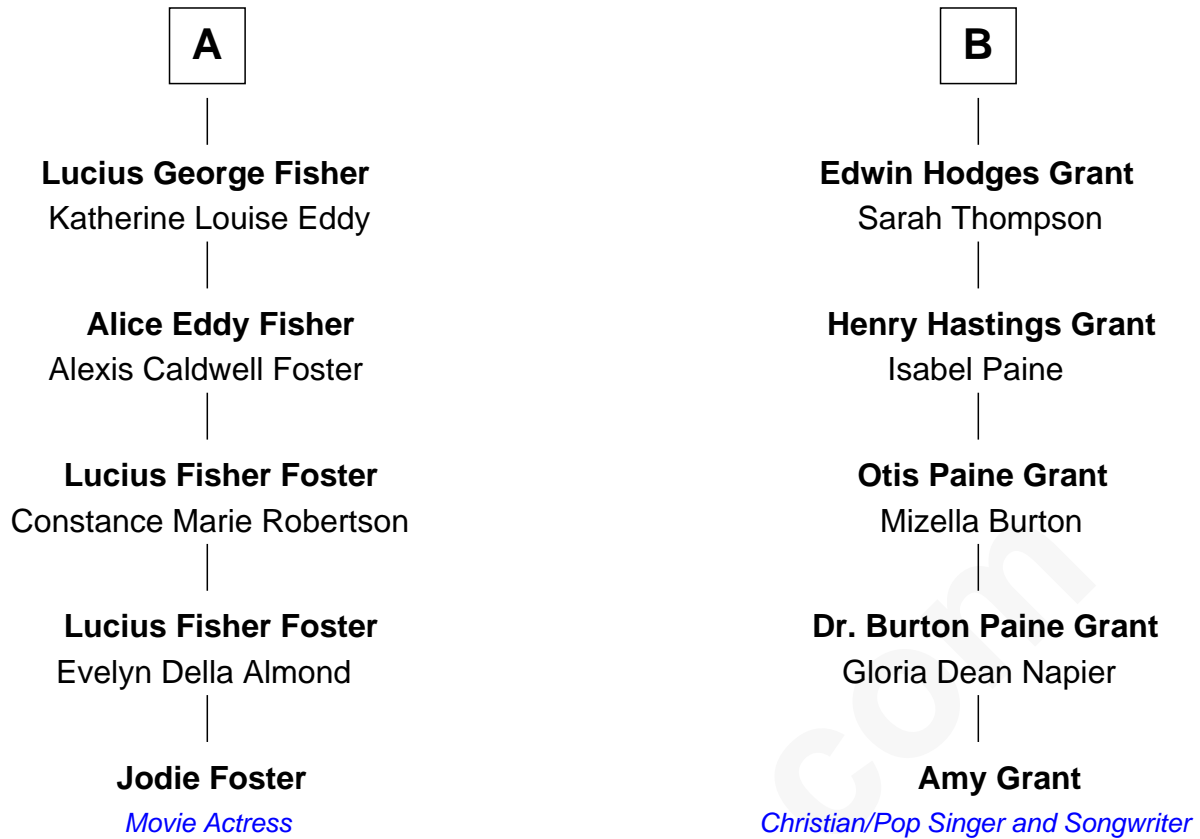 A
Lucius George Fisher
Katherine Louise Eddy
Alice Eddy Fisher
Alexis Caldwell Foster
Lucius Fisher Foster
Constance Marie Robertson
Lucius Fisher Foster
Evelyn Della Almond
Jodie Foster
Movie Actress
B
Edwin Hodges Grant
Sarah Thompson
Henry Hastings Grant
Isabel Paine
Otis Paine Grant
Mizella Burton
Dr. Burton Paine Grant
Gloria Dean Napier
Amy Grant
Christian/Pop Singer and Songwriter
com